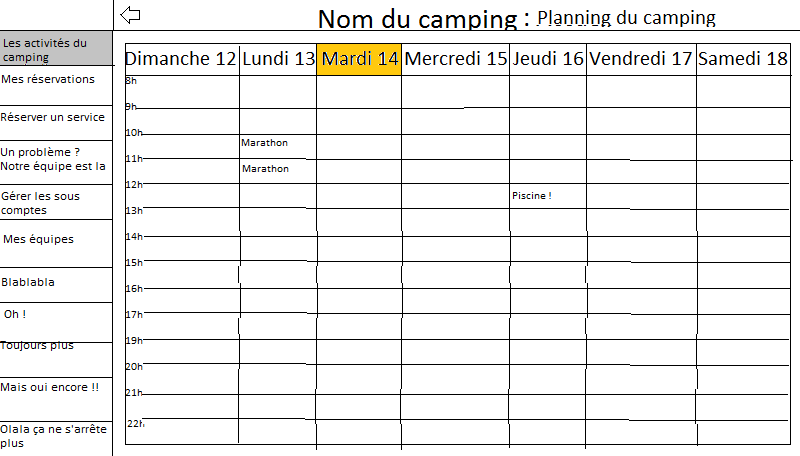 Nom du camping : Planning du camping
Les activités du
camping
Mes réservations
Réserver un service
Un problème ?
Notre équipe est la
Gérer les sous
comptes
Mes équipes
Blablabla
Oh !
Toujours plus
Mais oui encore !!
Olala ça ne s'arrête
plus
Dimanche 12 Lundi 13 Mardi 14 Mercredi 15 Jeudi 16 Vendredi 17 Samedi 18
8h
9h
10h
Marathon
11h
Marathon
12h
Piscine !
13h
14h
15h
16h
17h
19h
20h
21h
22h